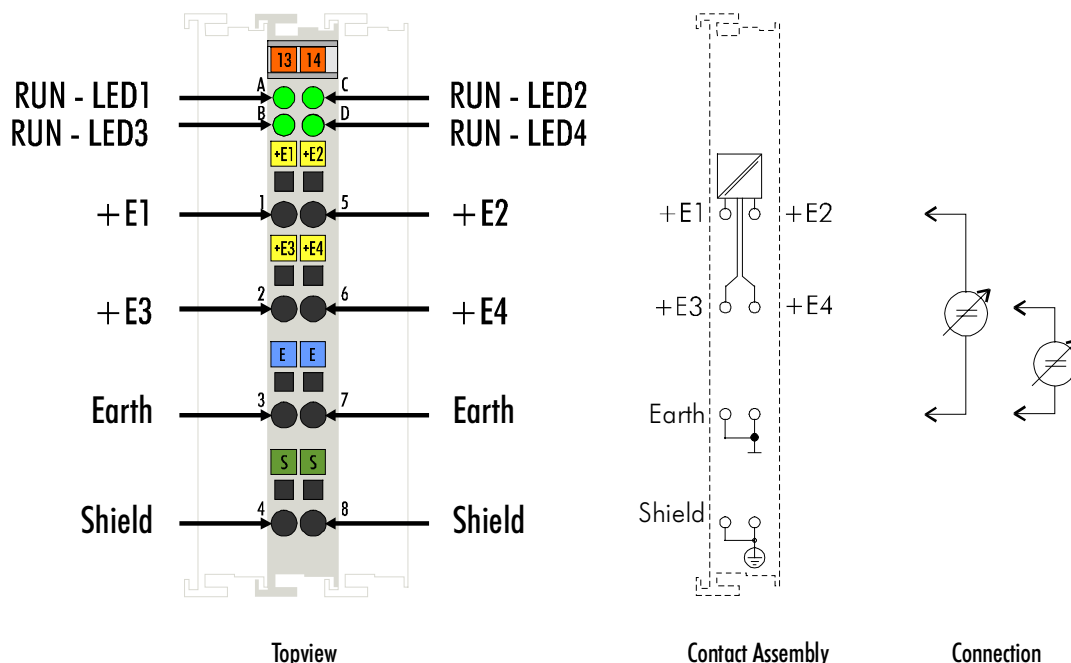 13 14
A C
RUN - LED1 RUN - LED2
B D
RUN - LED3 RUN - LED4
+E1 +E2
1 5
+E1 +E2 +E1 +E2
+E3 +E4
2 6
+E3 +E4 +E3 +E4
E E
3 7
Earth Earth Earth
S S
4 8
Shield Shield Shield
Topview Contact Assembly Connection